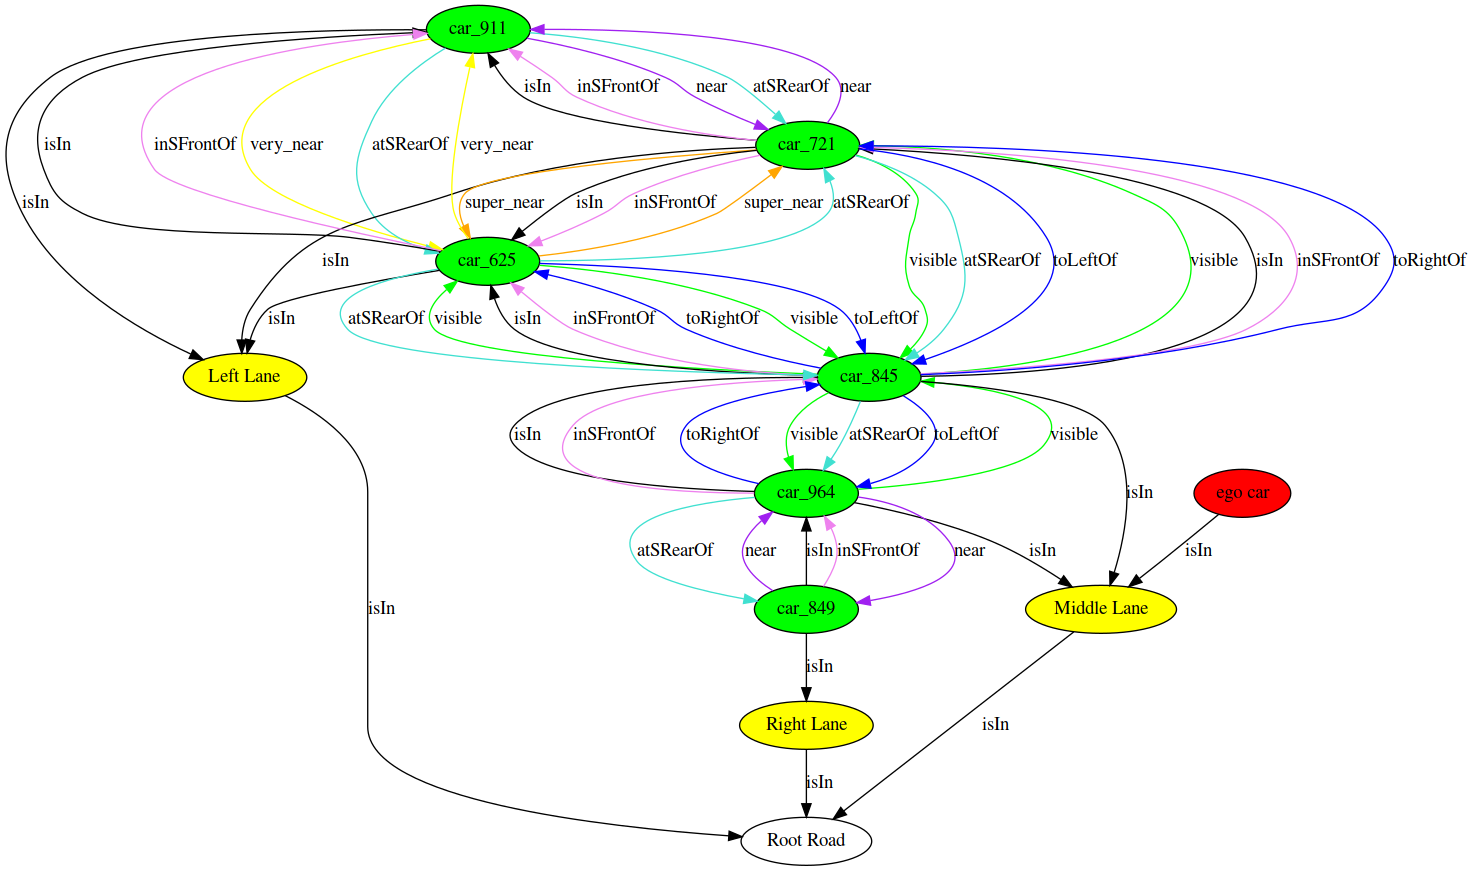 car_911
isIn inSFrontOf near atSRearOf near
car_721
isIn inSFrontOf very_near atSRearOf very_near
isIn super_near isIn inSFrontOf super_near atSRearOf
car_625
isIn visible atSRearOf toLeftOf visible isIn inSFrontOf toRightOf
isIn atSRearOf visible isIn inSFrontOf toRightOf visible toLeftOf
Left Lane car_845
isIn inSFrontOf toRightOf visible atSRearOf toLeftOf visible
car_964 isIn ego car
atSRearOf near isIn inSFrontOf near isIn isIn
isIn car_849 Middle Lane
isIn
Right Lane isIn
isIn
Root Road